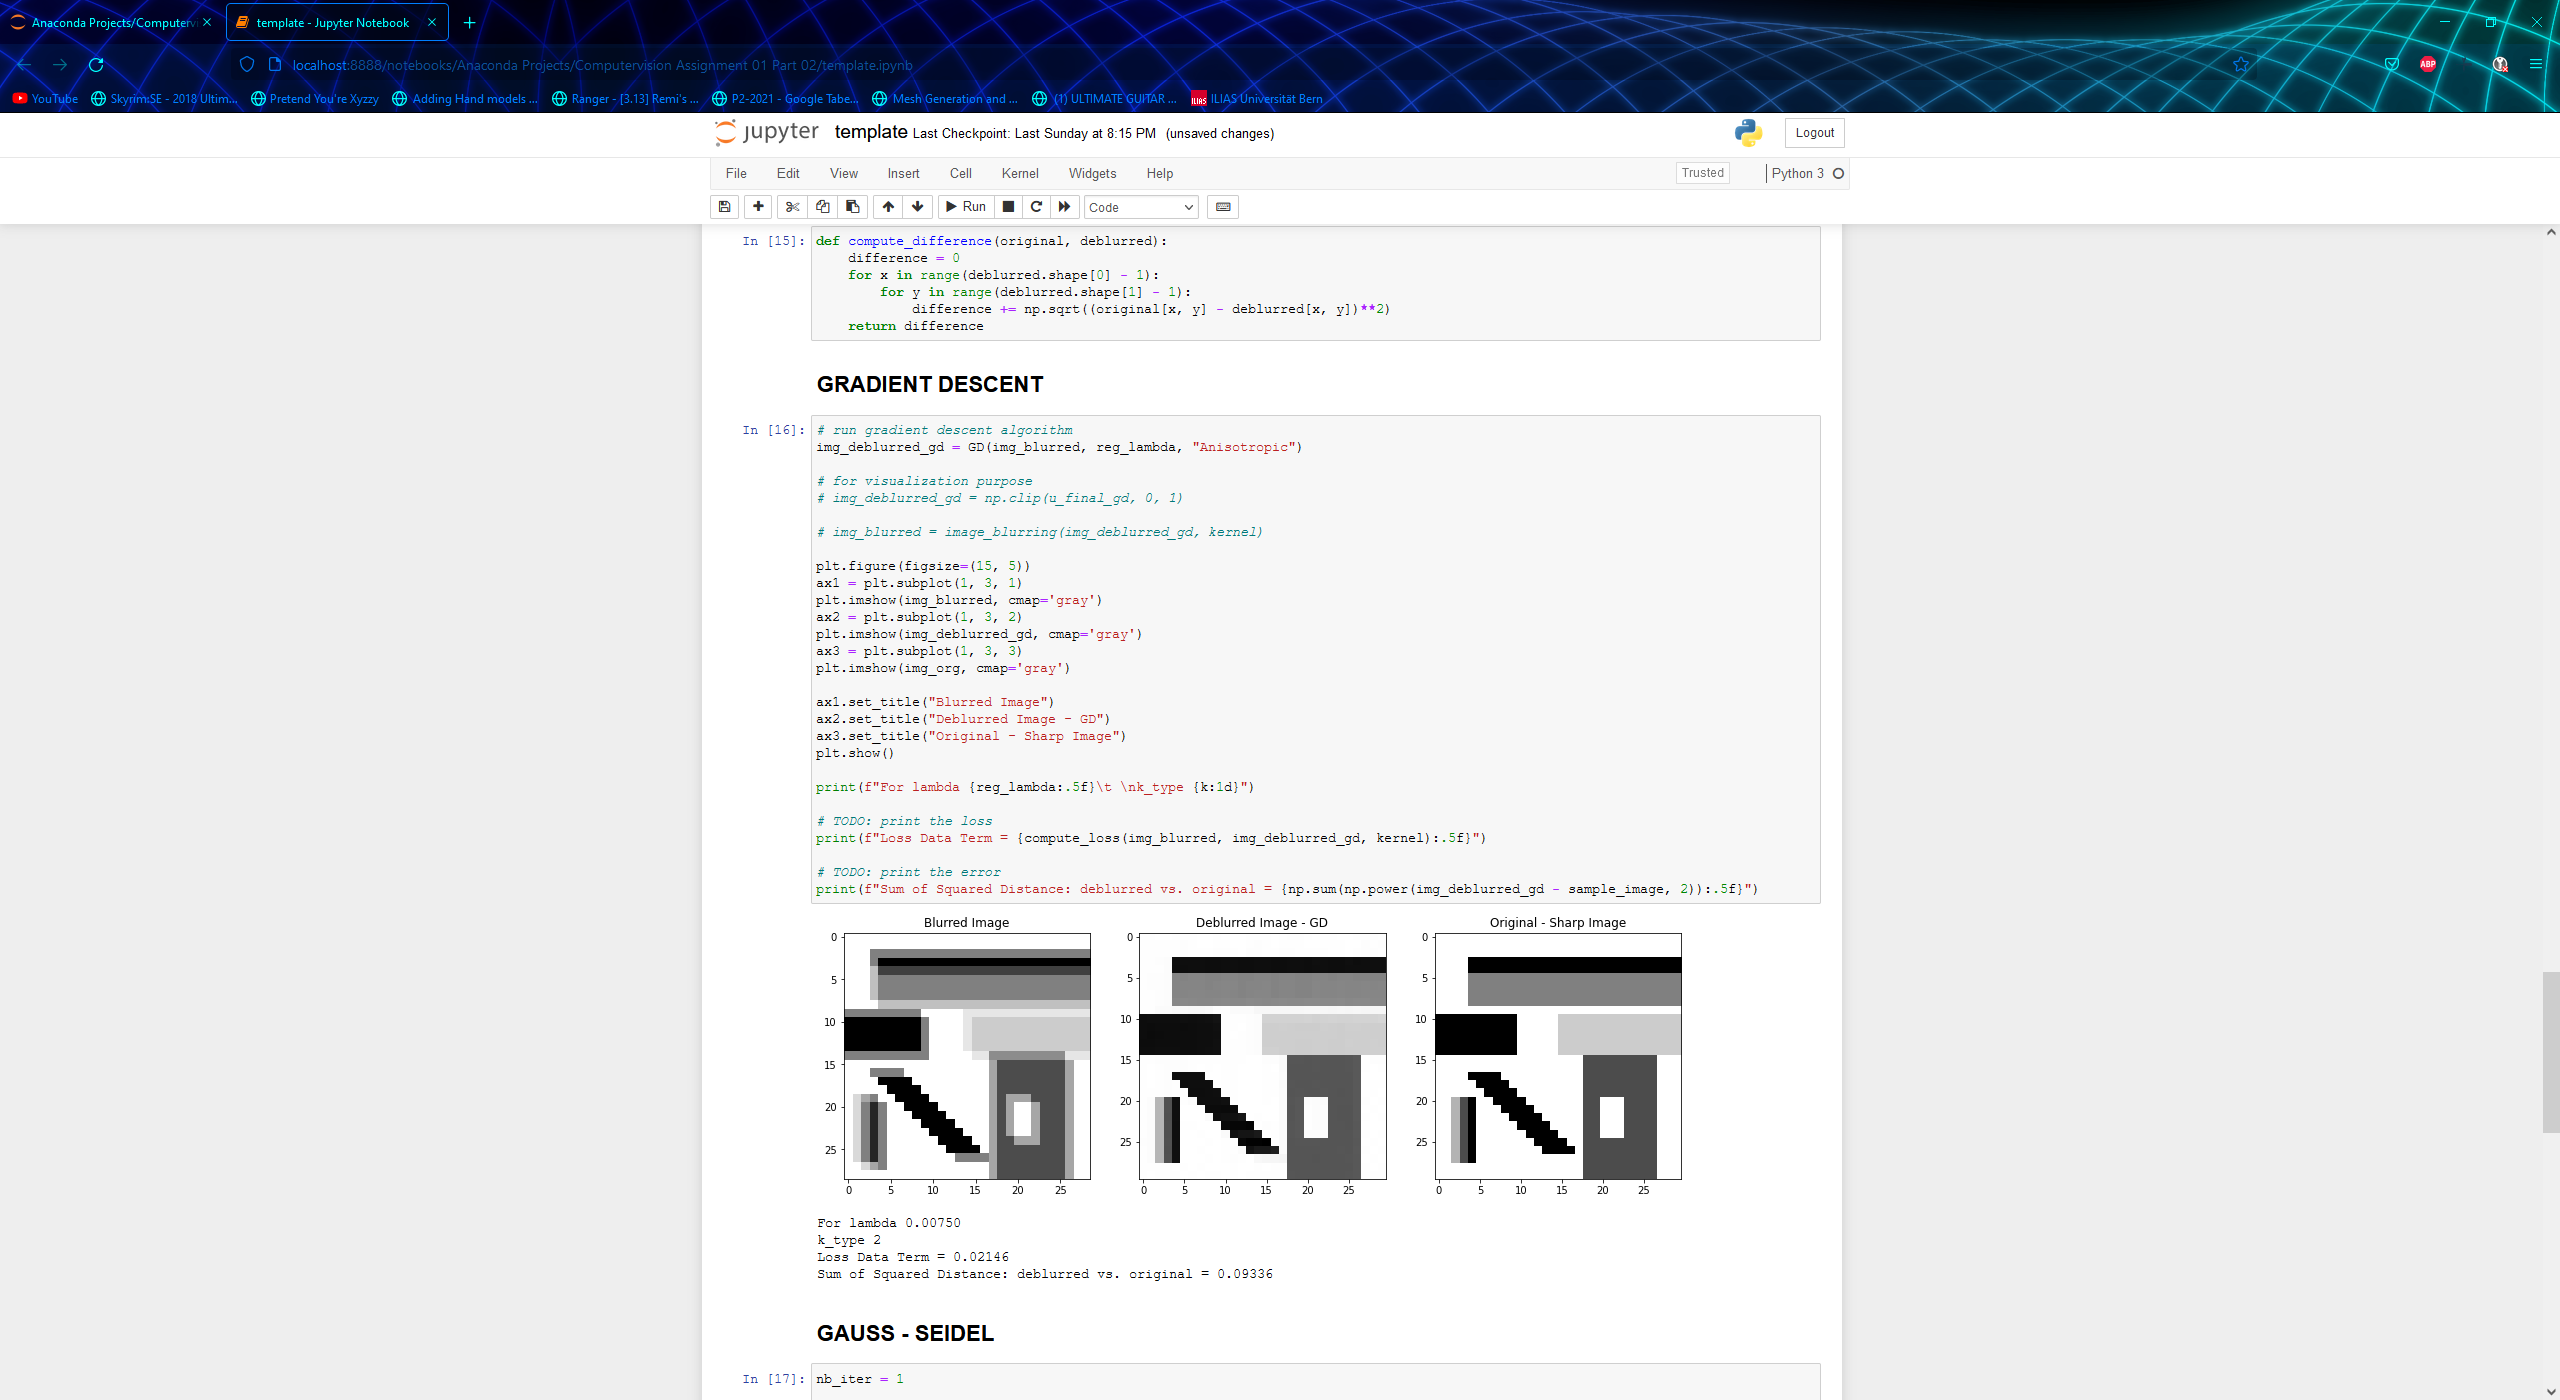 Anaconda Projects/Computervi
template - Jupyter Notebook
localhost:8888/notebooks/Anaconda Projects/Computervision Assignment 01 Part 02/template.ipynb
ABP
YouTube
Skyrim:SE - 2018 Ultim...
Pretend You're Xyzzy
Adding Hand models ...
Ranger - [3.13] Remi's ...
P2-2021 - Google Tabe...
Mesh Generation and ...
(1) ULTIMATE GUITAR ...
ILIAS Universität Bern
jupyter template Last Checkpoint: Last Sunday at 8:15 PM (unsaved changes)
Logout
File Edit View Insert Cell Kernel Widgets Help
Trusted
Python 3
Run
Code
In [15]:
def compute_difference(original, deblurred):
    difference = 0
    for x in range(deblurred.shape[0] - 1):
        for y in range(deblurred.shape[1] - 1):
            difference += np.sqrt((original[x, y] - deblurred[x, y])**2)
    return difference
GRADIENT DESCENT
In [16]:
# run gradient descent algorithm
img_deblurred_gd = GD(img_blurred, reg_lambda, "Anisotropic")
# for visualization purpose
# img_deblurred_gd = np.clip(u_final_gd, 0, 1)
# img_blurred = image_blurring(img_deblurred_gd, kernel)
plt.figure(figsize=(15, 5))
ax1 = plt.subplot(1, 3, 1)
plt.imshow(img_blurred, cmap='gray')
ax2 = plt.subplot(1, 3, 2)
plt.imshow(img_deblurred_gd, cmap='gray')
ax3 = plt.subplot(1, 3, 3)
plt.imshow(img_org, cmap='gray')
ax1.set_title("Blurred Image")
ax2.set_title("Deblurred Image - GD")
ax3.set_title("Original - Sharp Image")
plt.show()
print(f"For lambda {reg_lambda:.5f}\t \nk_type {k:1d}")
# TODO: print the loss
print(f"Loss Data Term = {compute_loss(img_blurred, img_deblurred_gd, kernel):.5f}")
# TODO: print the error
print(f"Sum of Squared Distance: deblurred vs. original = {np.sum(np.power(img_deblurred_gd - sample_image, 2)):.5f}")
Blurred Image
0
5
10
15
20
25
0 5 10 15 20 25
Deblurred Image - GD
0
5
10
15
20
25
0 5 10 15 20 25
Original - Sharp Image
0
5
10
15
20
25
0 5 10 15 20 25
For lambda 0.00750
k_type 2
Loss Data Term = 0.02146
Sum of Squared Distance: deblurred vs. original = 0.09336
GAUSS - SEIDEL
In [17]:
nb_iter = 1